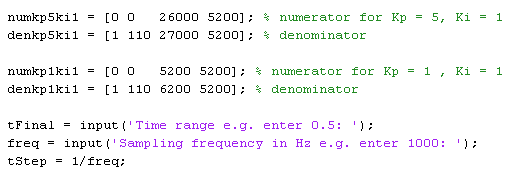 numkp5ki1 = [0 0   26000 5200]; % numerator for Kp = 5, Ki = 1
denkp5ki1 = [1 110 27000 5200]; % denominator
numkp1ki1 = [0 0   5200 5200]; % numerator for Kp = 1 , Ki = 1
denkp1ki1 = [1 110 6200 5200]; % denominator
tFinal = input('Time range e.g. enter 0.5: ');
freq = input('Sampling frequency in Hz e.g. enter 1000: ');
tStep = 1/freq;